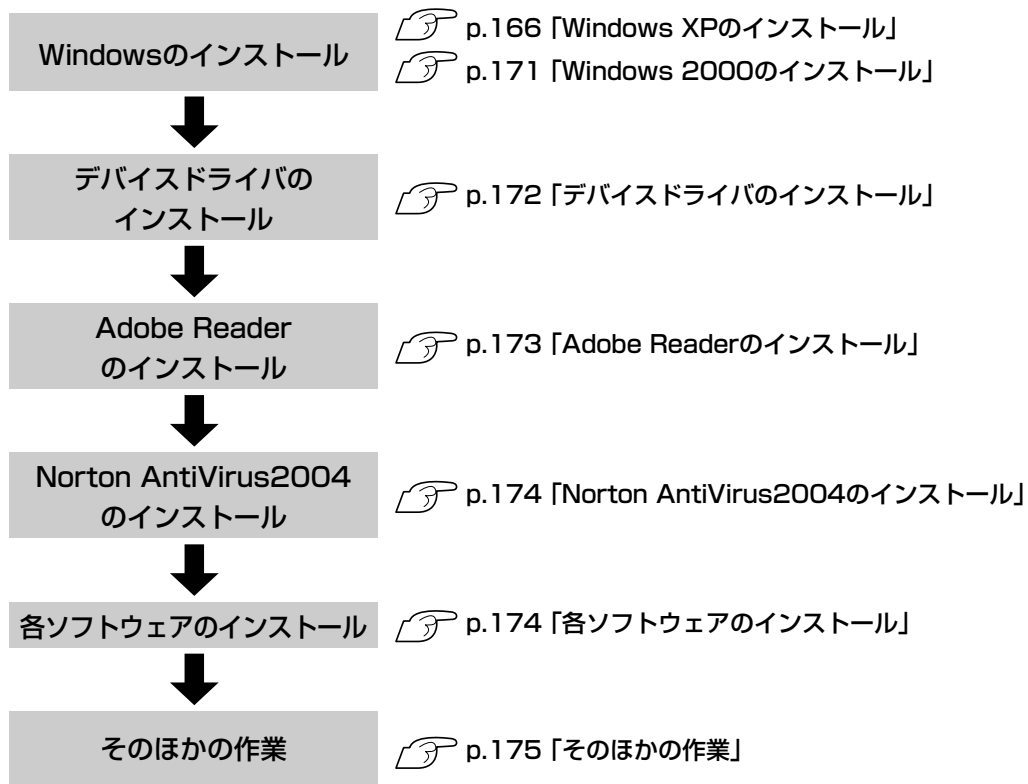 Windowsのインストール
p.166「Windows XPのインストール」
p.171「Windows 2000のインストール」
デバイスドライバの
インストール
p.172「デバイスドライバのインストール」
Adobe Reader
のインストール
p.173「Adobe Readerのインストール」
Norton AntiVirus2004
のインストール
p.174「Norton AntiVirus2004のインストール」
各ソフトウェアのインストール
p.174「各ソフトウェアのインストール」
そのほかの作業
p.175「そのほかの作業」